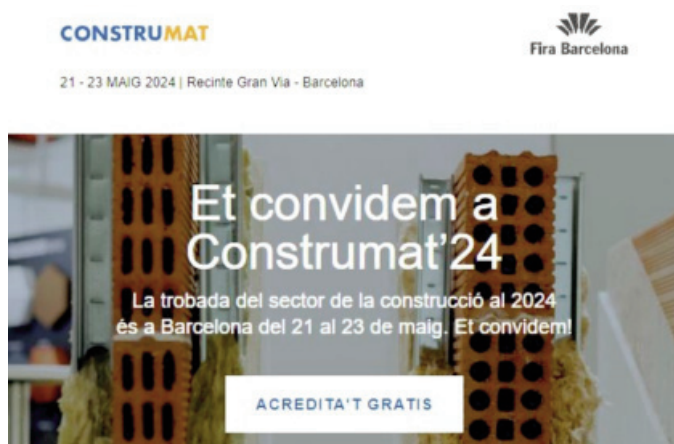 CONSTRUMAT
Fira Barcelona
21 - 23 MAIG 2024 | Recinte Gran Via - Barcelona
Et convidem a
Construmat'24
La trobada del sector de la construcció al 2024
és a Barcelona del 21 al 23 de maig. Et convidem!
ACREDITA'T GRATIS